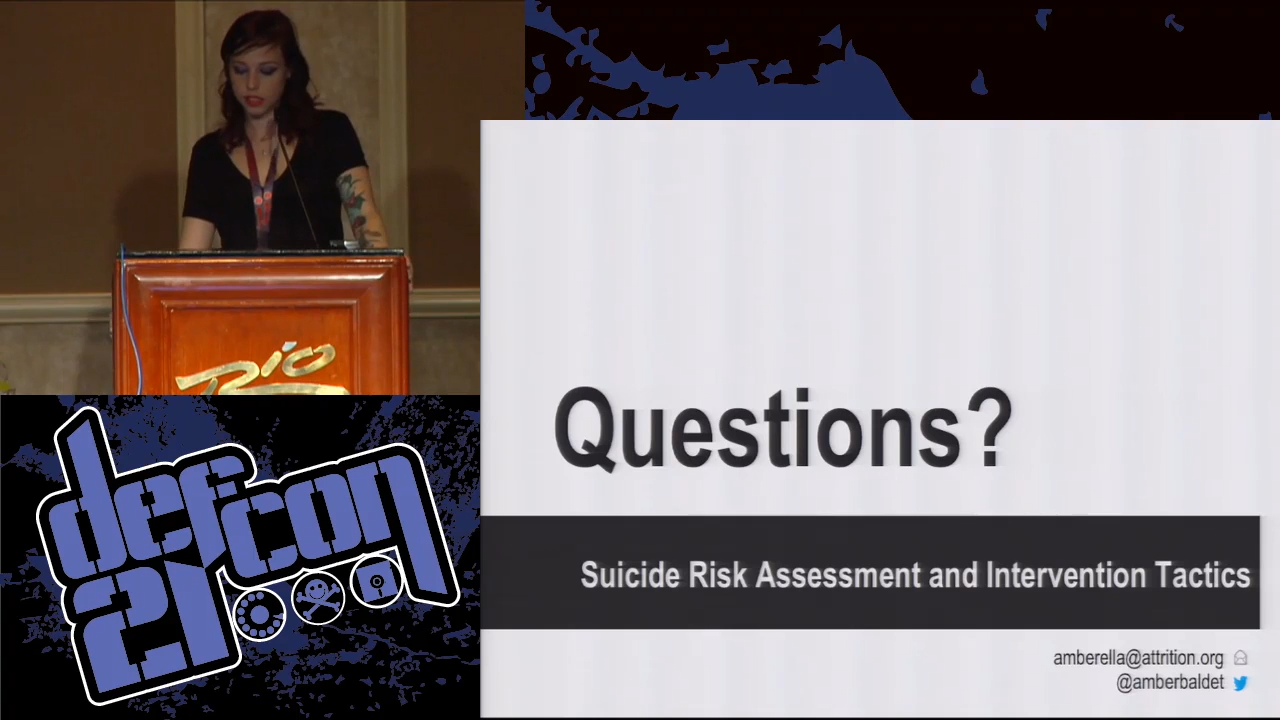 Rio
defcon
21
Questions?
Suicide Risk Assessment and Intervention Tactics
amberella@attrition.org
@amberbaldet